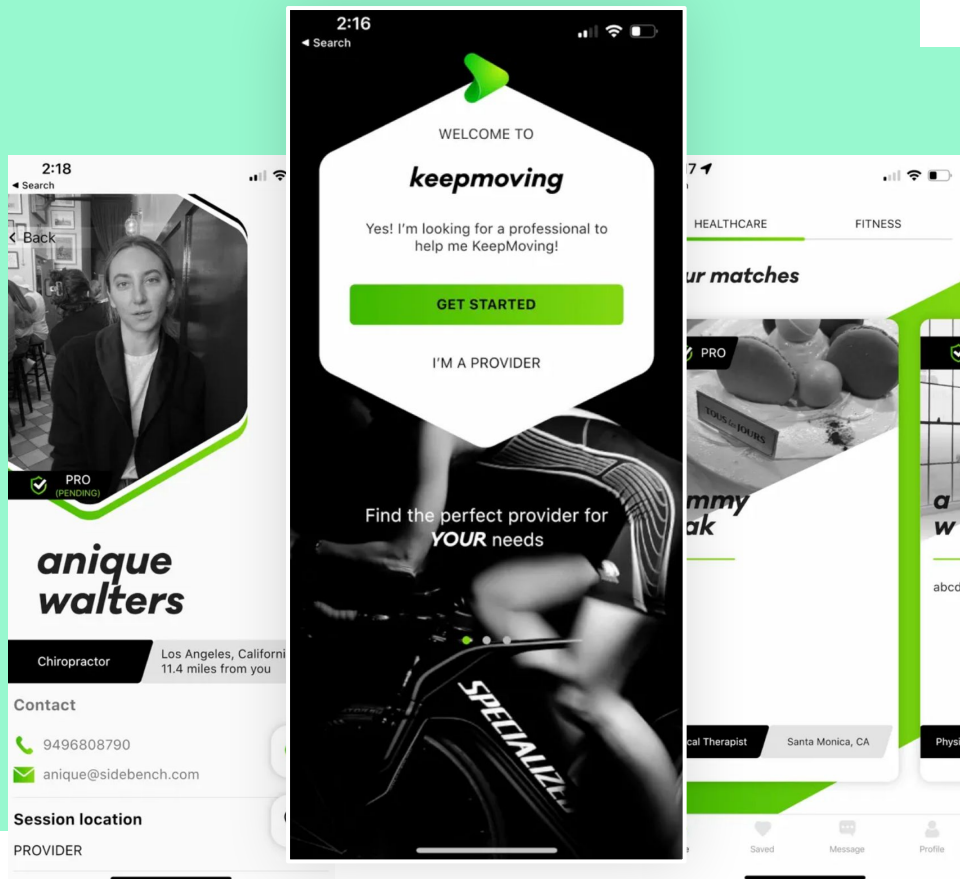 2:18
Search
Back
PRO
(PENDING)
anique
walters
Chiropractor
Los Angeles, Californi
11.4 miles from you
Contact
9496808790
anique@sidebench.com
Session location
PROVIDER
2:16
Search
WELCOME TO
keepmoving
Yes! I'm looking for a professional to
help me KeepMoving!
GET STARTED
I'M A PROVIDER
Find the perfect provider for
YOUR needs
SPECIALIZED
7
HEALTHCARE
FITNESS
ur matches
PRO
TOUS les JOURS
mmy
ak
cal Therapist
Santa Monica, CA
a
w
abcd
Physi
Saved
Message
Profile